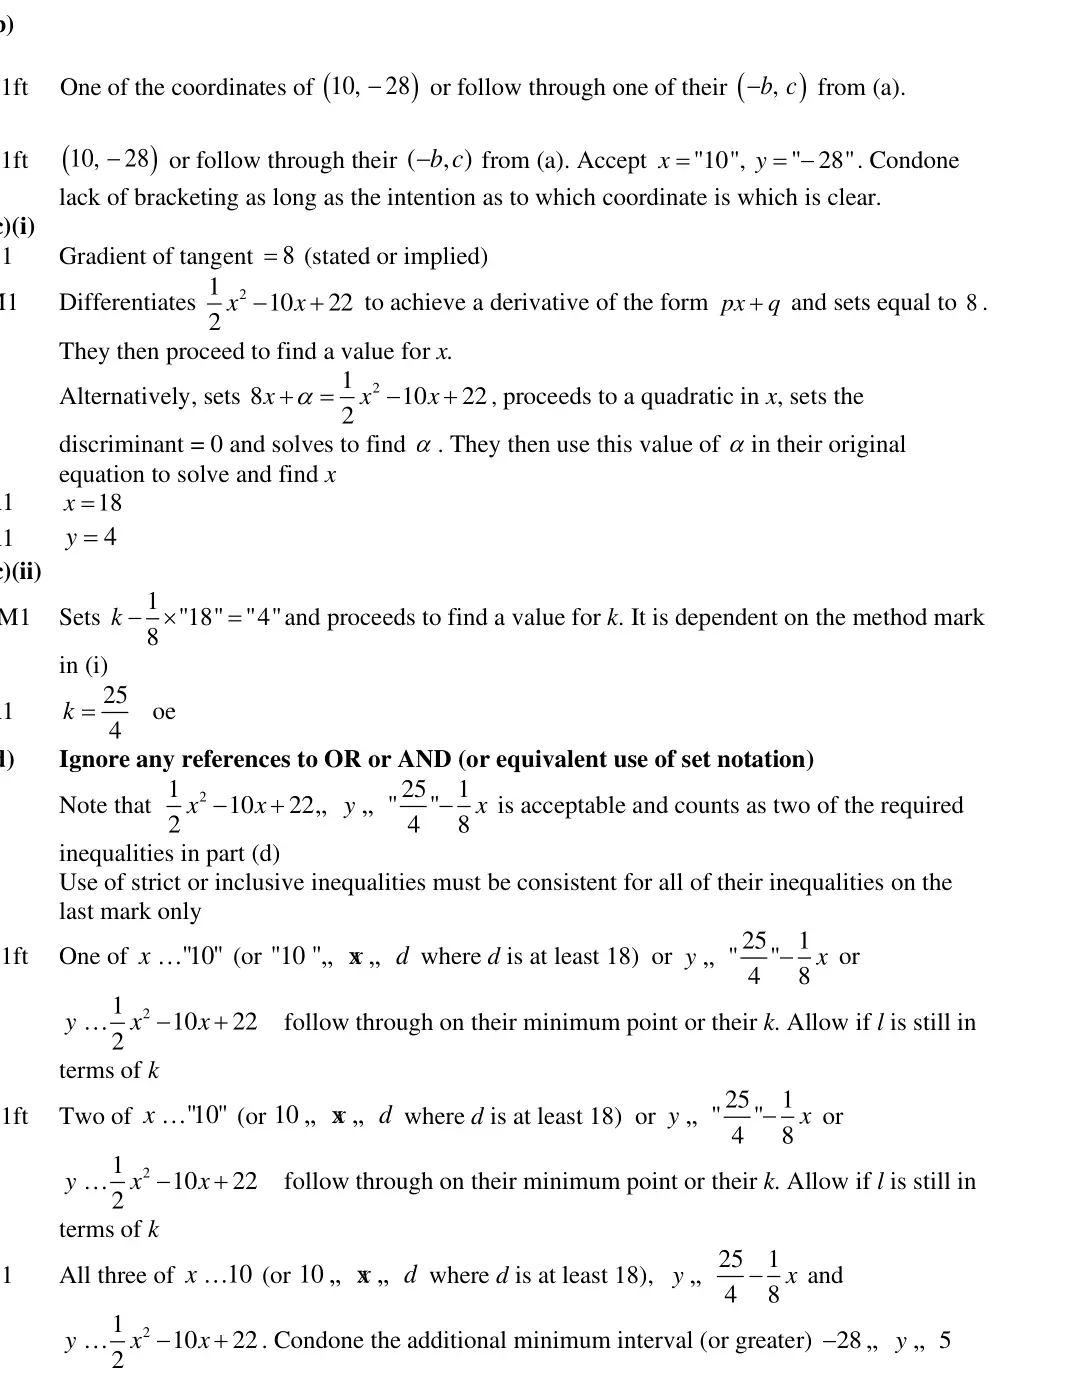 b)
1ft One of the coordinates of (10, −28) or follow through one of their (−b, c) from (a).
1ft (10, −28) or follow through their (−b,c) from (a). Accept x = "10", y = "− 28". Condone
lack of bracketing as long as the intention as to which coordinate is which is clear.
c)(i)
1 Gradient of tangent = 8 (stated or implied)
M1 Differentiates 1/2 x² −10x + 22 to achieve a derivative of the form px + q and sets equal to 8.
They then proceed to find a value for x.
Alternatively, sets 8x + α = 1/2 x² −10x + 22, proceeds to a quadratic in x, sets the
discriminant = 0 and solves to find α . They then use this value of α in their original
equation to solve and find x
1 x = 18
1 y = 4
c)(ii)
M1 Sets k − 1/8 × "18" = "4" and proceeds to find a value for k. It is dependent on the method mark
in (i)
1 k = 25/4 oe
d) Ignore any references to OR or AND (or equivalent use of set notation)
Note that 1/2 x² −10x + 22 „ y „ "25/4" − 1/8 x is acceptable and counts as two of the required
inequalities in part (d)
Use of strict or inclusive inequalities must be consistent for all of their inequalities on the
last mark only
1ft One of x …"10" (or "10 " „ x „ d where d is at least 18) or y „ "25/4" − 1/8 x or
y … 1/2 x² −10x + 22 follow through on their minimum point or their k. Allow if l is still in
terms of k
1ft Two of x …"10" (or 10 „ x „ d where d is at least 18) or y „ "25/4" − 1/8 x or
y … 1/2 x² −10x + 22 follow through on their minimum point or their k. Allow if l is still in
terms of k
1 All three of x …10 (or 10 „ x „ d where d is at least 18), y „ 25/4 − 1/8 x and
y … 1/2 x² −10x + 22. Condone the additional minimum interval (or greater) −28 „ y „ 5